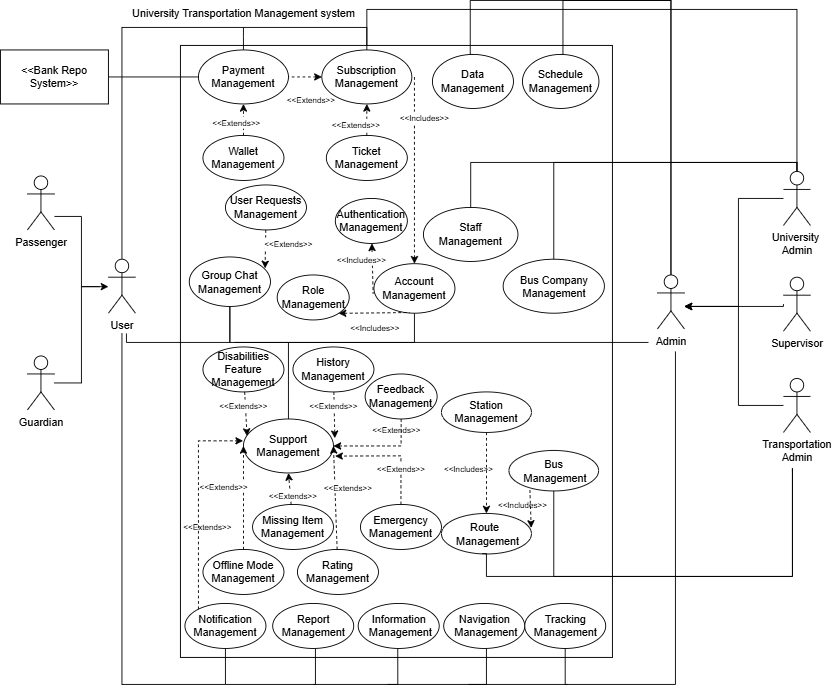 University Transportation Management system
<<Bank Repo
System>>
Payment
Management
<<Extends>>
Subscription
Management
Data
Management
Schedule
Management
<<Extends>>
<<Extends>>
<<Includes>>
Wallet
Management
Ticket
Management
User Requests
Management
Authentication
Management
Staff
Management
Passenger
University
Admin
<<Extends>>
<<Includes>>
Group Chat
Management
Role
Management
Account
Management
Bus Company
Management
<<Includes>>
User
Admin
Supervisor
Disabilities
Feature
Management
History
Management
Feedback
Management
<<Extends>>
<<Extends>>
<<Extends>>
Station
Management
Guardian
Transportation
Admin
Support
Management
<<Extends>>
<<Extends>>
<<Extends>>
<<Extends>>
<<Includes>>
Bus
Management
<<Includes>>
<<Extends>>
Missing Item
Management
Emergency
Management
Route
Management
Offline Mode
Management
Rating
Management
Notification
Management
Report
Management
Information
Management
Navigation
Management
Tracking
Management